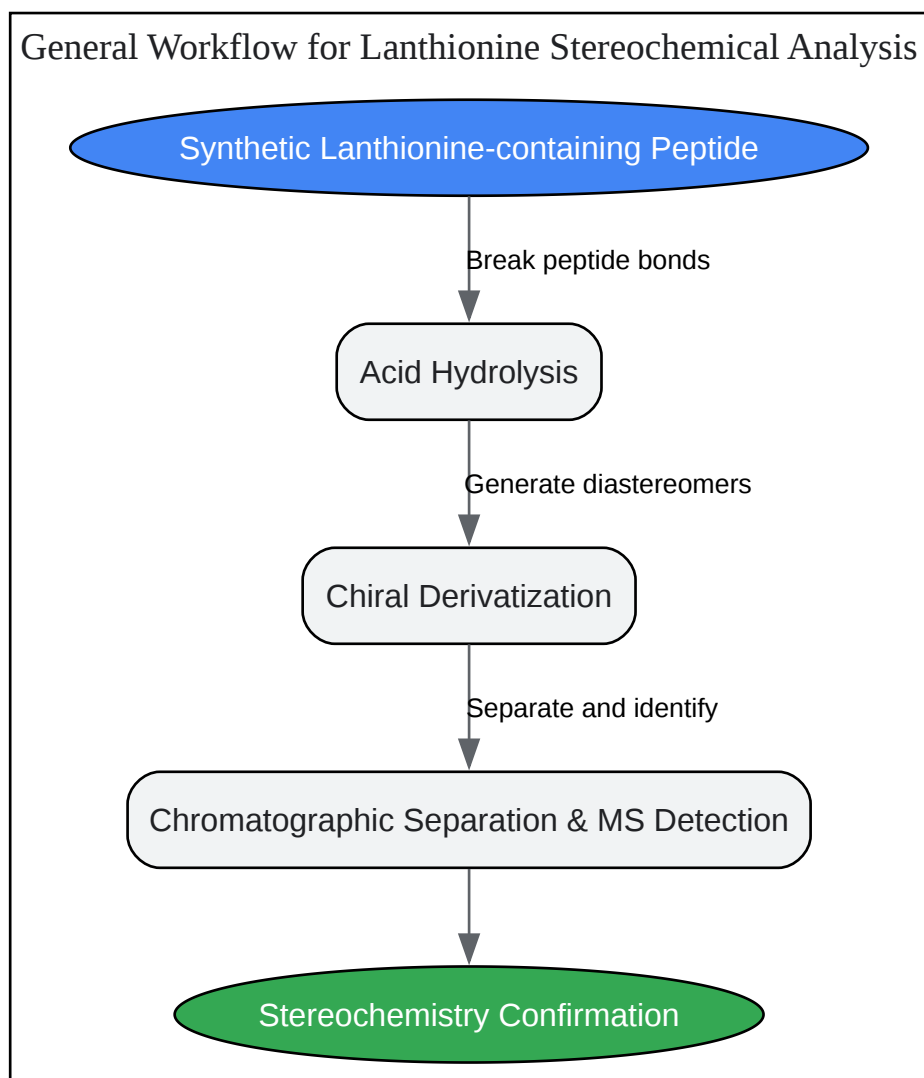 General Workflow for Lanthionine Stereochemical Analysis
Synthetic Lanthionine-containing Peptide
Break peptide bonds
Acid Hydrolysis
Generate diastereomers
Chiral Derivatization
Separate and identify
Chromatographic Separation & MS Detection
Stereochemistry Confirmation